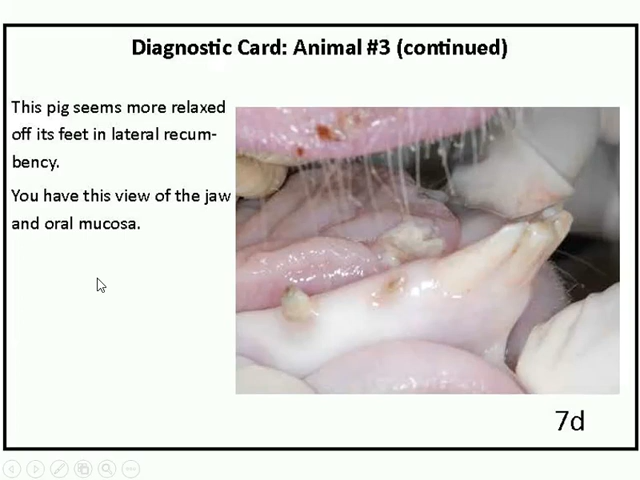 Diagnostic Card: Animal #3 (continued)
This pig seems more relaxed
off its feet in lateral recum-
bency.
You have this view of the jaw
and oral mucosa.
7d